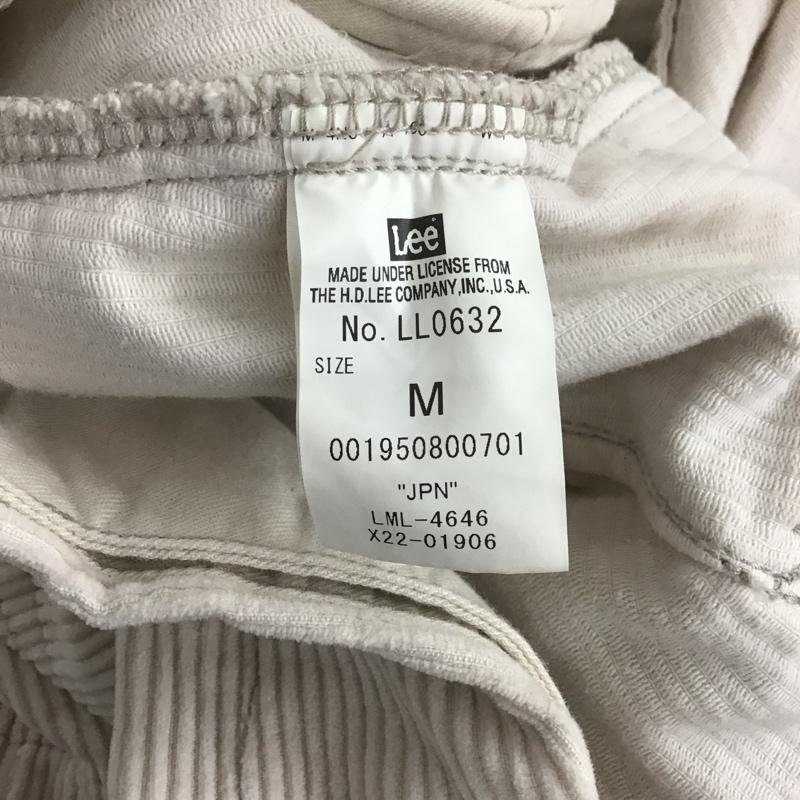 Lee
MADE UNDER LICENSE FROM
THE H.D.LEE COMPANY,INC.,U.S.A.
No. LL0632
SIZE
M
001950800701
"JPN"
LML-4646
X22-01906